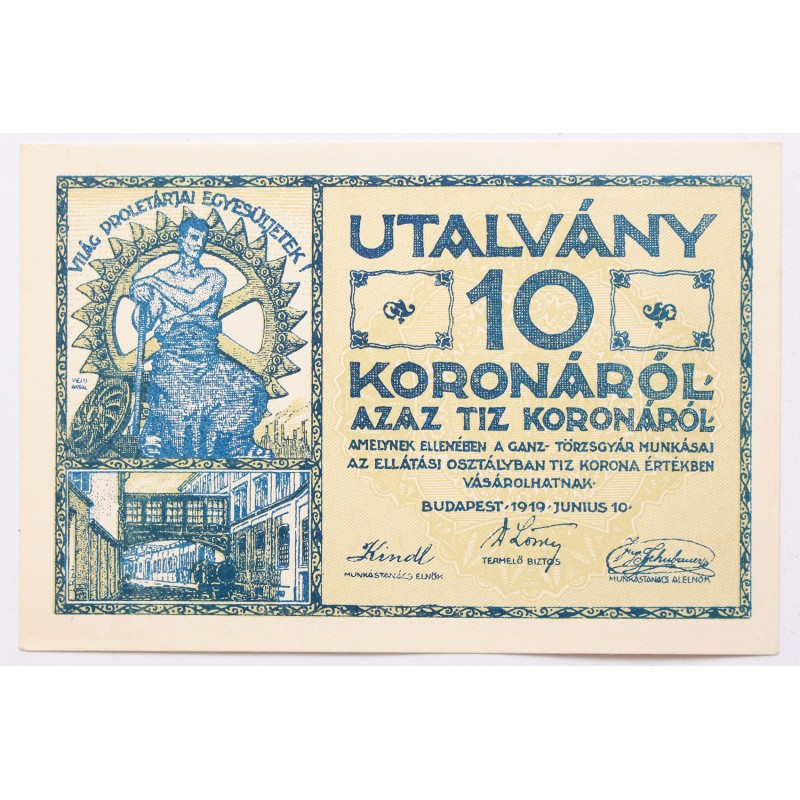 VILÁG PROLETÁRJAI EGYESÜLJETEK!
UTALVÁNY
10
KORONÁRÓL
AZAZ TIZ KORONÁRÓL
AMELYNEK ELLENÉBEN A GANZ-TÖRZSGYÁR MUNKÁSAI
AZ ELLÁTÁSI OSZTÁLYBAN TIZ KORONA ÉRTÉKBEN
VÁSÁROLHATNAK.
BUDAPEST. 1919. JUNIUS 10.
Kindl
MUNKÁSTANÁCS ELNÖK
TERMELŐ BIZTOS
MUNKÁSTANÁCS ALELNÖK